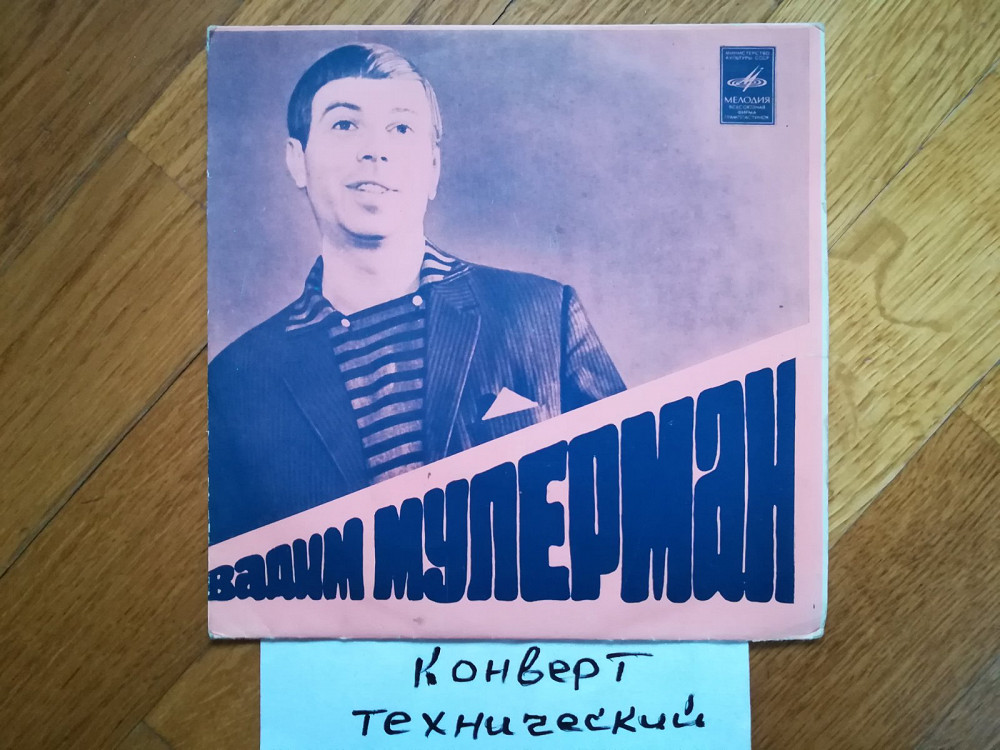 МИНИСТЕРСТВО
КУЛЬТУРЫ СССР
МЕЛОДИЯ
ВСЕСОЮЗНАЯ
ФИРМА
ГРАМПЛАСТИНОК
вадим мулерман
Конверт
технический